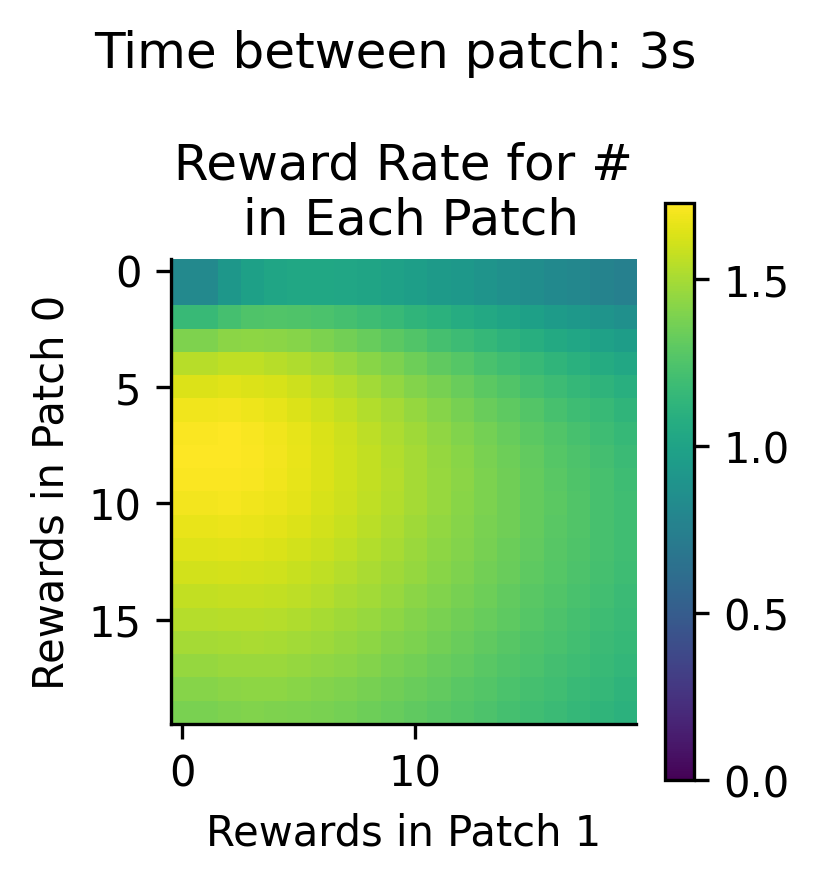 Time between patch: 3s
Reward Rate for #
in Each Patch
Rewards in Patch 0
0
5
10
15
0
10
Rewards in Patch 1
1.5
1.0
0.5
0.0